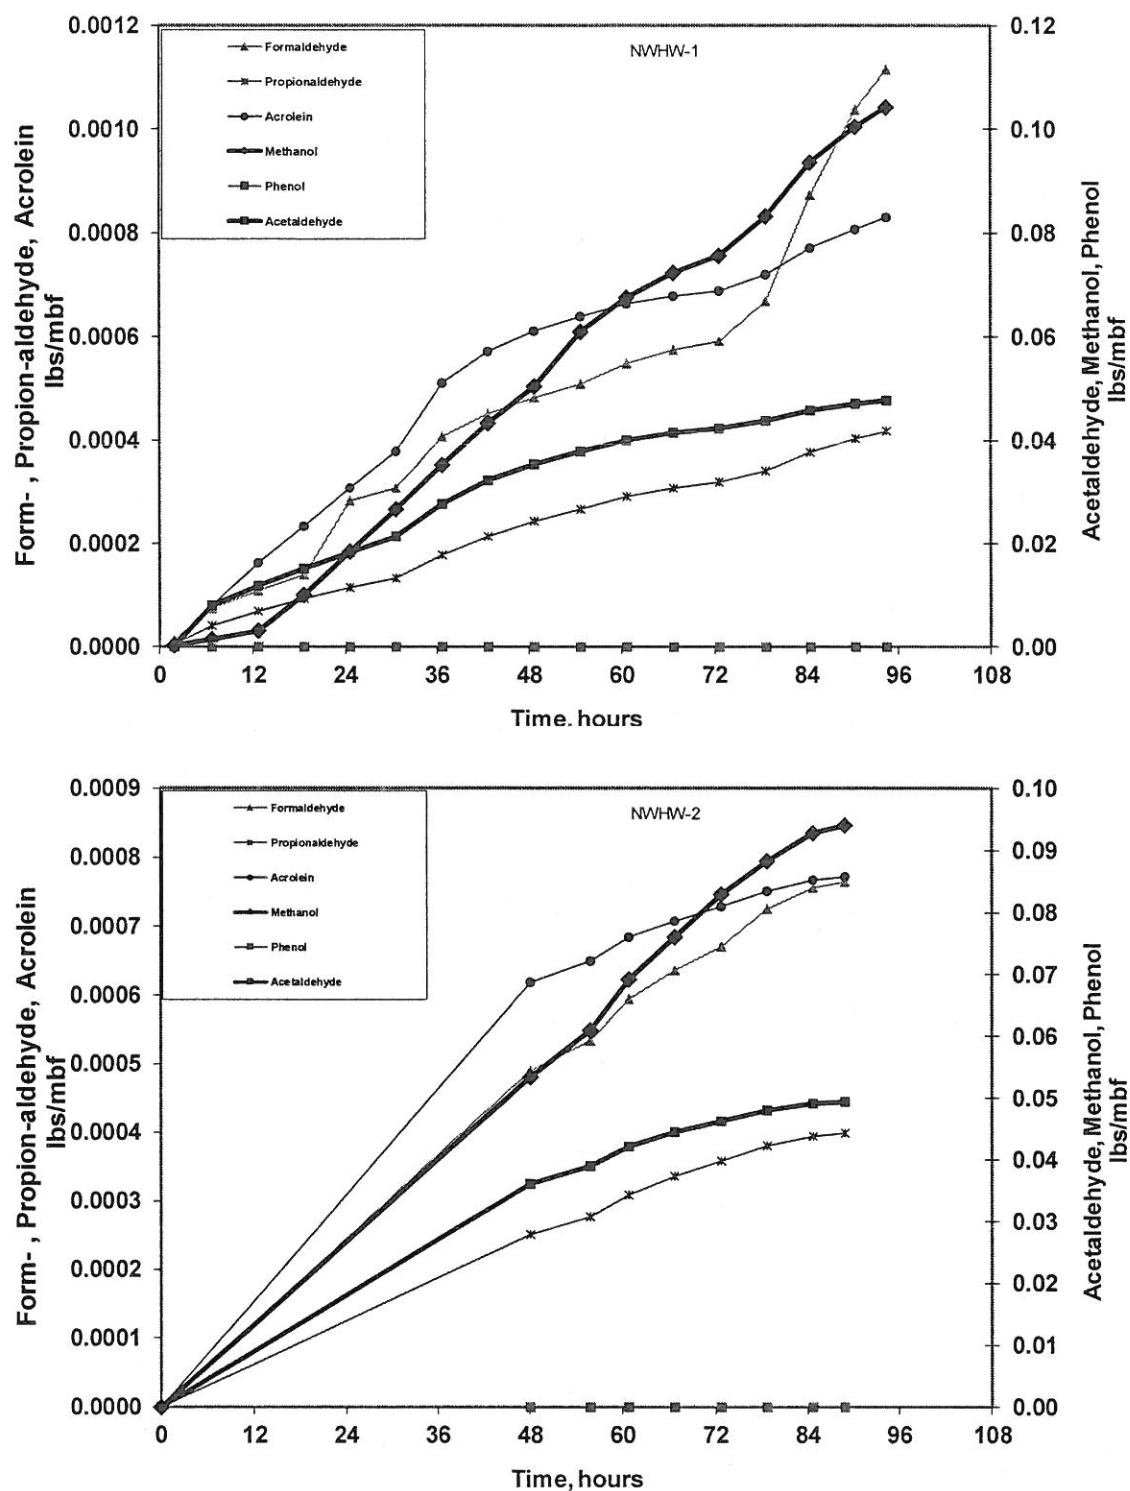 NWHW-1
Formaldehyde
Propionaldehyde
Acrolein
Methanol
Phenol
Acetaldehyde
Form- , Propion-aldehyde, Acrolein
lbs/mbf
0.0012
0.0010
0.0008
0.0006
0.0004
0.0002
0.0000
0.12
0.10
0.08
0.06
0.04
0.02
0.00
Acetaldehyde, Methanol, Phenol
lbs/mbf
0 12 24 36 48 60 72 84 96 108
Time. hours
NWHW-2
Formaldehyde
Propionaldehyde
Acrolein
Methanol
Phenol
Acetaldehyde
Form- , Propion-aldehyde, Acrolein
lbs/mbf
0.0009
0.0008
0.0007
0.0006
0.0005
0.0004
0.0003
0.0002
0.0001
0.0000
0.10
0.09
0.08
0.07
0.06
0.05
0.04
0.03
0.02
0.01
0.00
Acetaldehyde, Methanol, Phenol
lbs/mbf
0 12 24 36 48 60 72 84 96 108
Time, hours